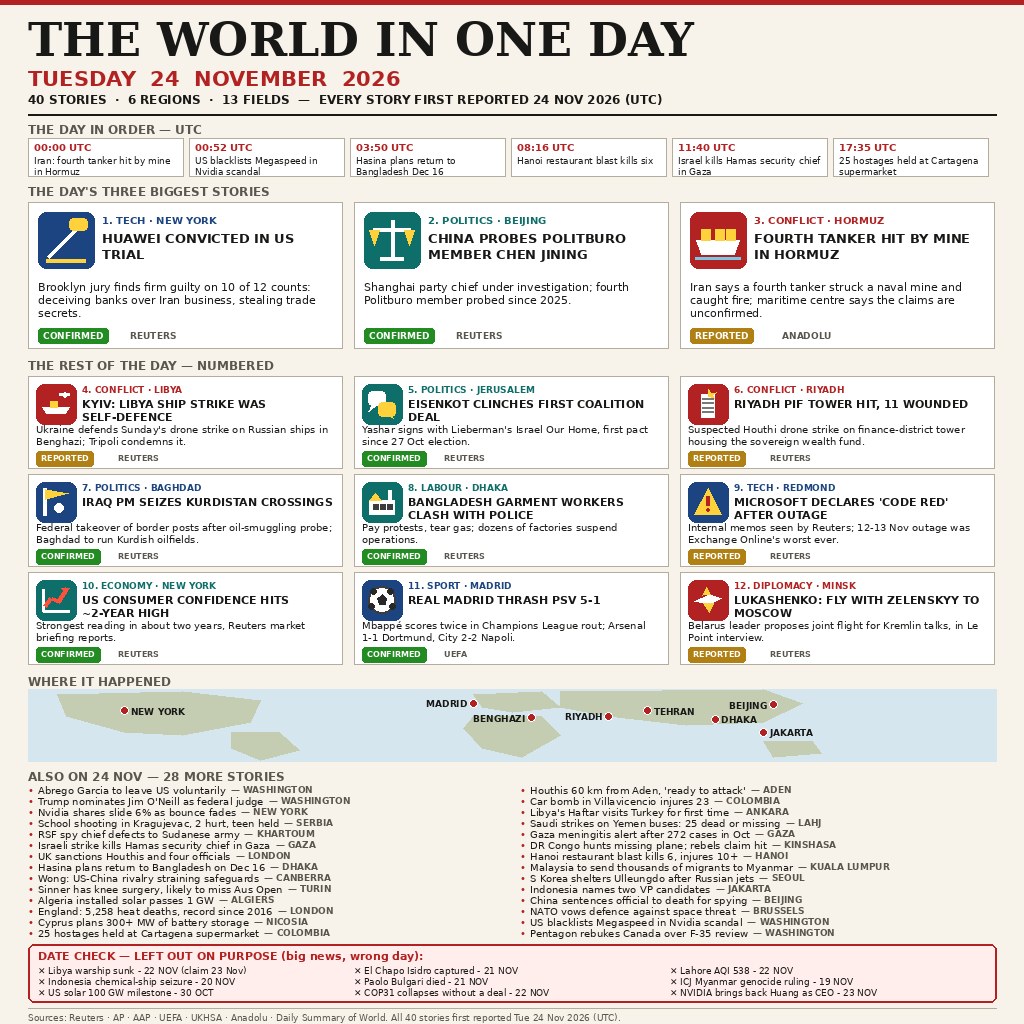 THE WORLD IN ONE DAY
TUESDAY 24 NOVEMBER 2026
40 STORIES · 6 REGIONS · 13 FIELDS — EVERY STORY FIRST REPORTED 24 NOV 2026 (UTC)
THE DAY IN ORDER — UTC
00:00 UTC
Iran: fourth tanker hit by mine
in Hormuz
00:52 UTC
US blacklists Megaspeed in
Nvidia scandal
03:50 UTC
Hasina plans return to
Bangladesh Dec 16
08:16 UTC
Hanoi restaurant blast kills six
11:40 UTC
Israel kills Hamas security chief
in Gaza
17:35 UTC
25 hostages held at Cartagena
supermarket
THE DAY'S THREE BIGGEST STORIES
1. TECH · NEW YORK
HUAWEI CONVICTED IN US
TRIAL
Brooklyn jury finds firm guilty on 10 of 12 counts:
deceiving banks over Iran business, stealing trade
secrets.
CONFIRMED REUTERS
2. POLITICS · BEIJING
CHINA PROBES POLITBURO
MEMBER CHEN JINING
Shanghai party chief under investigation; fourth
Politburo member probed since 2025.
CONFIRMED REUTERS
3. CONFLICT · HORMUZ
FOURTH TANKER HIT BY MINE
IN HORMUZ
Iran says a fourth tanker struck a naval mine and
caught fire; maritime centre says the claims are
unconfirmed.
REPORTED ANADOLU
THE REST OF THE DAY — NUMBERED
4. CONFLICT · LIBYA
KYIV: LIBYA SHIP STRIKE WAS
SELF-DEFENCE
Ukraine defends Sunday's drone strike on Russian ships in
Benghazi; Tripoli condemns it.
REPORTED REUTERS
5. POLITICS · JERUSALEM
EISENKOT CLINCHES FIRST COALITION
DEAL
Yashar signs with Lieberman's Israel Our Home, first pact
since 27 Oct election.
CONFIRMED REUTERS
6. CONFLICT · RIYADH
RIYADH PIF TOWER HIT, 11 WOUNDED
Suspected Houthi drone strike on finance-district tower
housing the sovereign wealth fund.
REPORTED REUTERS
7. POLITICS · BAGHDAD
IRAQ PM SEIZES KURDISTAN CROSSINGS
Federal takeover of border posts after oil-smuggling probe;
Baghdad to run Kurdish oilfields.
CONFIRMED REUTERS
8. LABOUR · DHAKA
BANGLADESH GARMENT WORKERS
CLASH WITH POLICE
Pay protests, tear gas; dozens of factories suspend
operations.
CONFIRMED REUTERS
9. TECH · REDMOND
MICROSOFT DECLARES 'CODE RED'
AFTER OUTAGE
Internal memos seen by Reuters; 12-13 Nov outage was
Exchange Online's worst ever.
REPORTED REUTERS
10. ECONOMY · NEW YORK
US CONSUMER CONFIDENCE HITS
~2-YEAR HIGH
Strongest reading in about two years, Reuters market
briefing reports.
CONFIRMED REUTERS
11. SPORT · MADRID
REAL MADRID THRASH PSV 5-1
Mbappé scores twice in Champions League rout; Arsenal
1-1 Dortmund, City 2-2 Napoli.
CONFIRMED UEFA
12. DIPLOMACY · MINSK
LUKASHENKO: FLY WITH ZELENSKYY TO
MOSCOW
Belarus leader proposes joint flight for Kremlin talks, in Le
Point interview.
REPORTED REUTERS
WHERE IT HAPPENED
NEW YORK
MADRID
BENGHAZI
RIYADH
TEHRAN
BEIJING
DHAKA
JAKARTA
ALSO ON 24 NOV — 28 MORE STORIES
• Abrego Garcia to leave US voluntarily — WASHINGTON
• Trump nominates Jim O'Neill as federal judge — WASHINGTON
• Nvidia shares slide 6% as bounce fades — NEW YORK
• School shooting in Kragujevac, 2 hurt, teen held — SERBIA
• RSF spy chief defects to Sudanese army — KHARTOUM
• Israeli strike kills Hamas security chief in Gaza — GAZA
• UK sanctions Houthis and four officials — LONDON
• Hasina plans return to Bangladesh on Dec 16 — DHAKA
• Wong: US-China rivalry straining safeguards — CANBERRA
• Sinner has knee surgery, likely to miss Aus Open — TURIN
• Algeria installed solar passes 1 GW — ALGIERS
• England: 5,258 heat deaths, record since 2016 — LONDON
• Cyprus plans 300+ MW of battery storage — NICOSIA
• 25 hostages held at Cartagena supermarket — COLOMBIA
• Houthis 60 km from Aden, 'ready to attack' — ADEN
• Car bomb in Villavicencio injures 23 — COLOMBIA
• Libya's Haftar visits Turkey for first time — ANKARA
• Saudi strikes on Yemen buses: 25 dead or missing — LAHJ
• Gaza meningitis alert after 272 cases in Oct — GAZA
• DR Congo hunts missing plane; rebels claim hit — KINSHASA
• Hanoi restaurant blast kills 6, injures 10+ — HANOI
• Malaysia to send thousands of migrants to Myanmar — KUALA LUMPUR
• S Korea shelters Ulleungdo after Russian jets — SEOUL
• Indonesia names two VP candidates — JAKARTA
• China sentences official to death for spying — BEIJING
• NATO vows defence against space threat — BRUSSELS
• US blacklists Megaspeed in Nvidia scandal — WASHINGTON
• Pentagon rebukes Canada over F-35 review — WASHINGTON
DATE CHECK — LEFT OUT ON PURPOSE (big news, wrong day):
× Libya warship sunk - 22 NOV (claim 23 Nov)
× Indonesia chemical-ship seizure - 20 NOV
× US solar 100 GW milestone - 30 OCT
× El Chapo Isidro captured - 21 NOV
× Paolo Bulgari died - 21 NOV
× COP31 collapses without a deal - 22 NOV
× Lahore AQI 538 - 22 NOV
× ICJ Myanmar genocide ruling - 19 NOV
× NVIDIA brings back Huang as CEO - 23 NOV
Sources: Reuters · AP · AAP · UEFA · UKHSA · Anadolu · Daily Summary of World. All 40 stories first reported Tue 24 Nov 2026 (UTC).